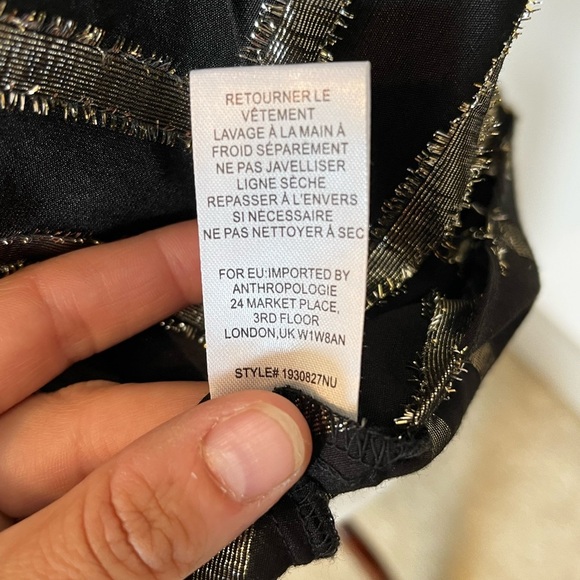 RETOURNER LE
VÊTEMENT
LAVAGE À LA MAIN À
FROID SÉPARÉMENT
NE PAS JAVELLISER
LIGNE SÈCHE
REPASSER À L'ENVERS
SI NÉCESSAIRE
NE PAS NETTOYER À SEC
FOR EU:IMPORTED BY
ANTHROPOLOGIE
24 MARKET PLACE,
3RD FLOOR
LONDON,UK W1W8AN
STYLE# 1930827NU